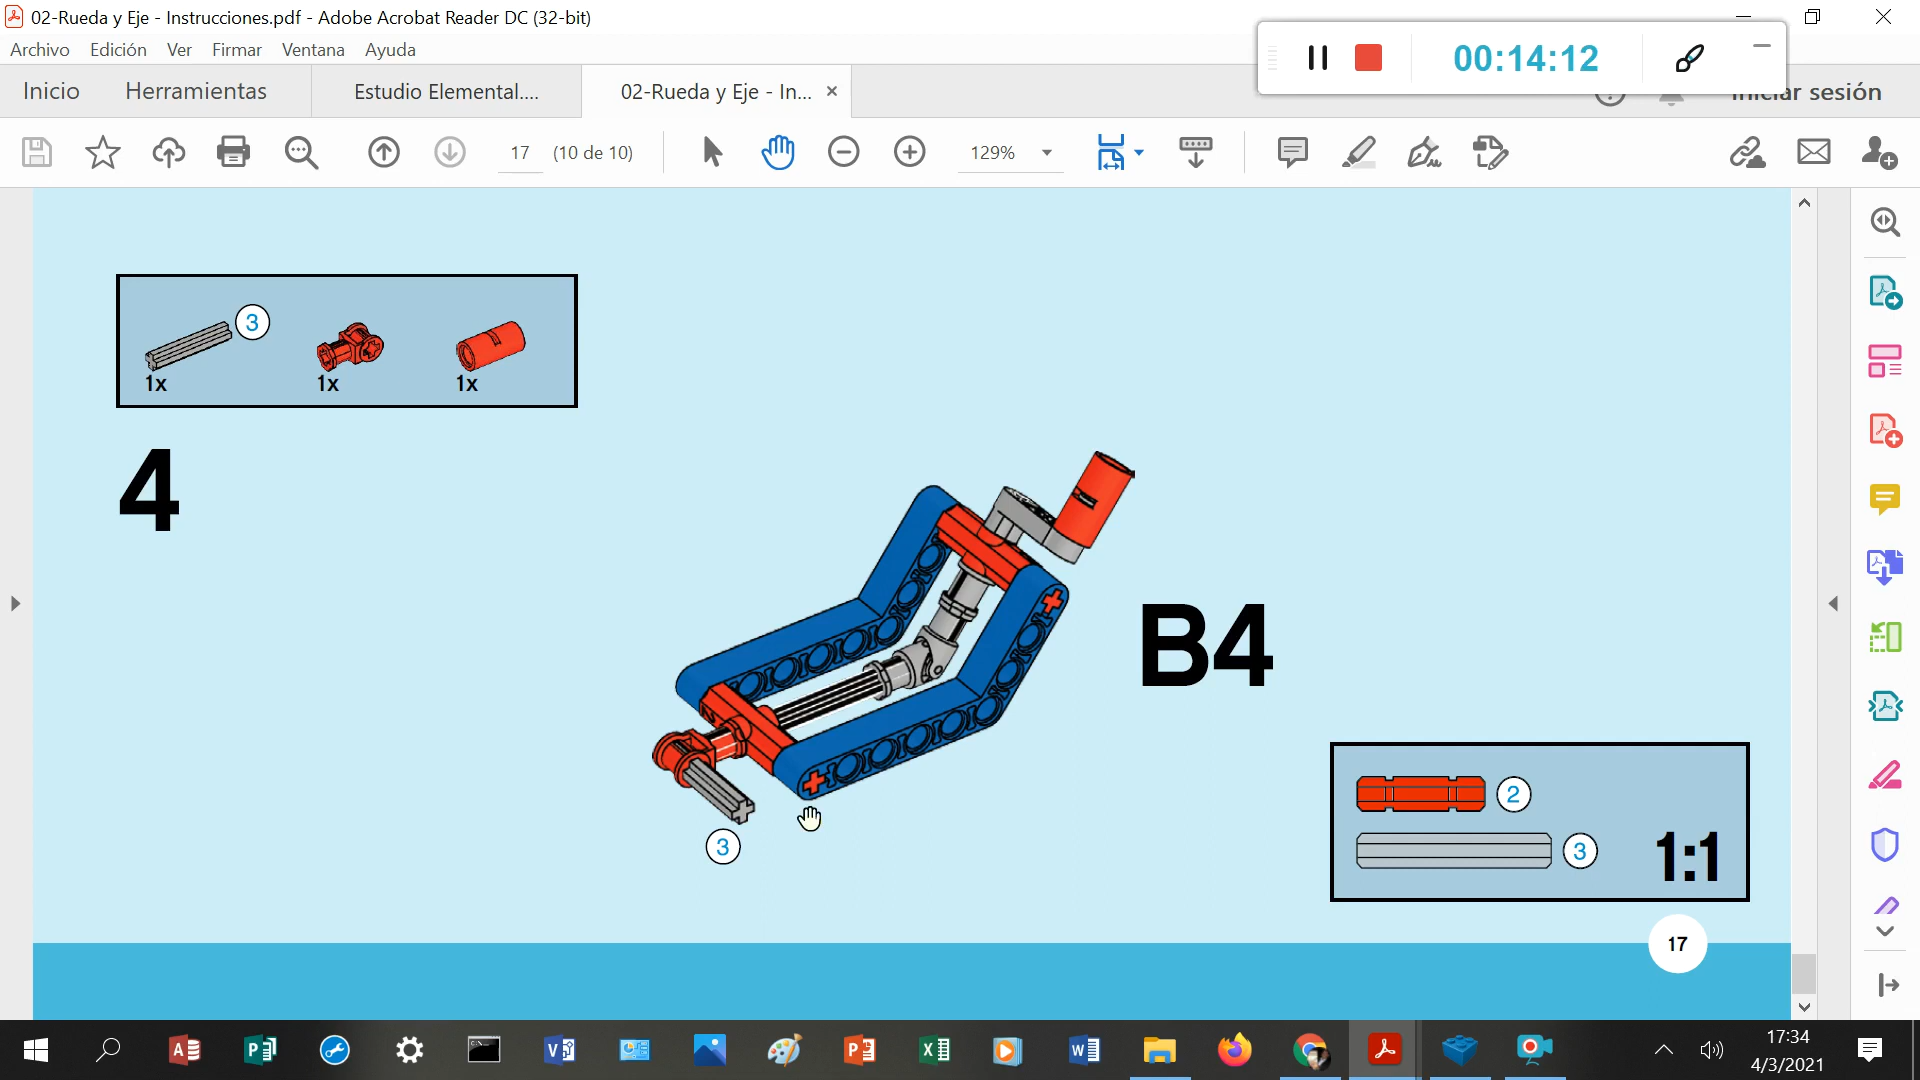 02-Rueda y Eje - Instrucciones.pdf - Adobe Acrobat Reader DC (32-bit)
Archivo Edición Ver Firmar Ventana Ayuda
00:14:12
Inicio Herramientas Estudio Elemental.... 02-Rueda y Eje - In... × Iniciar sesión
17 (10 de 10) 129%
3
1x 1x 1x
4
B4
2
3
3
1:1
17
17:34
4/3/2021